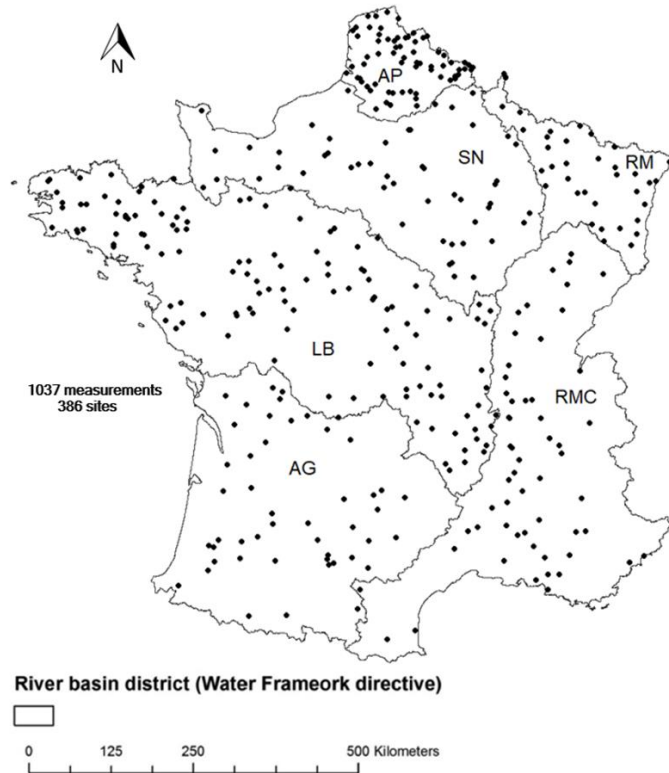 N
AP
SN
RM
LB
1037 measurements
386 sites
RMC
AG
River basin district (Water Frameork directive)
0 125 250 500 Kilometers